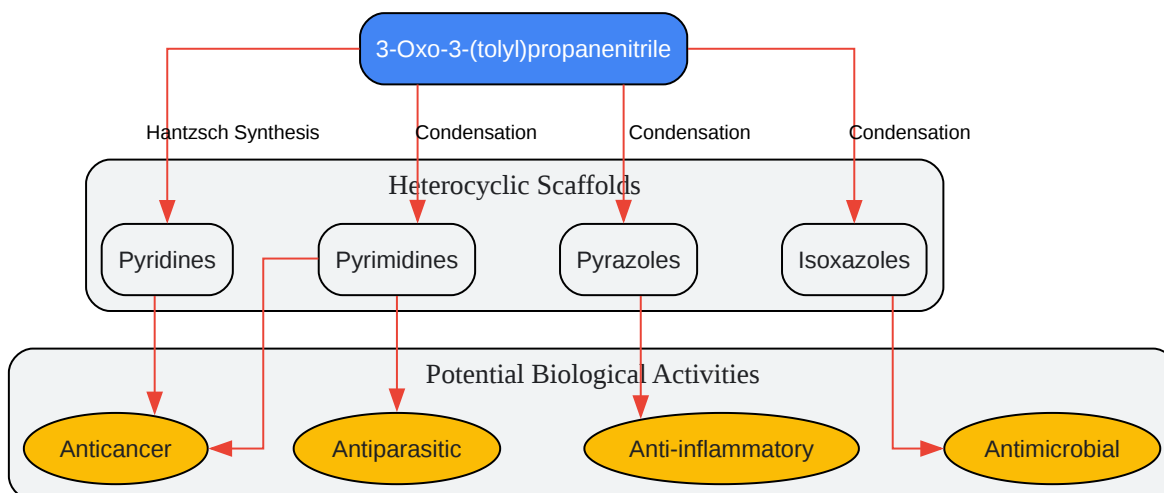 3-Oxo-3-(tolyl)propanenitrile
Hantzsch Synthesis
Condensation
Condensation
Condensation
Heterocyclic Scaffolds
Pyridines
Pyrimidines
Pyrazoles
Isoxazoles
Potential Biological Activities
Anticancer
Antiparasitic
Anti-inflammatory
Antimicrobial